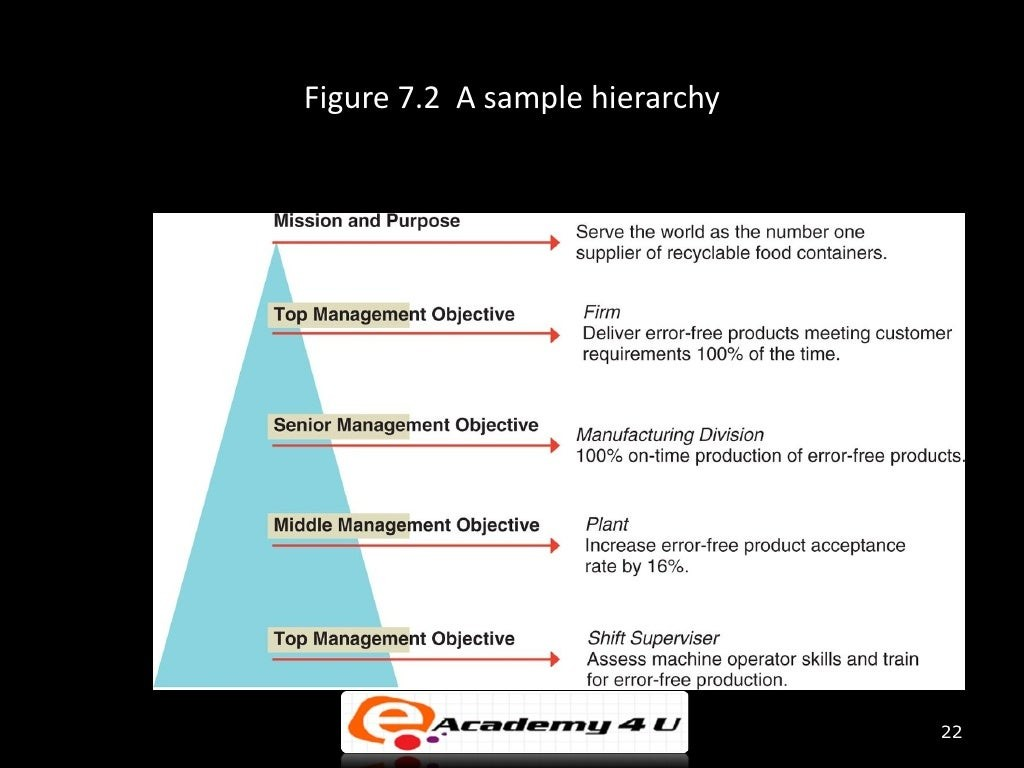 Figure 7.2 A sample hierarchy
Mission and Purpose
Serve the world as the number one
supplier of recyclable food containers.
Top Management Objective
Firm
Deliver error-free products meeting customer
requirements 100% of the time.
Senior Management Objective
Manufacturing Division
100% on-time production of error-free products.
Middle Management Objective
Plant
Increase error-free product acceptance
rate by 16%.
Top Management Objective
Shift Superviser
Assess machine operator skills and train
for error-free production.
e Academy 4 U
22